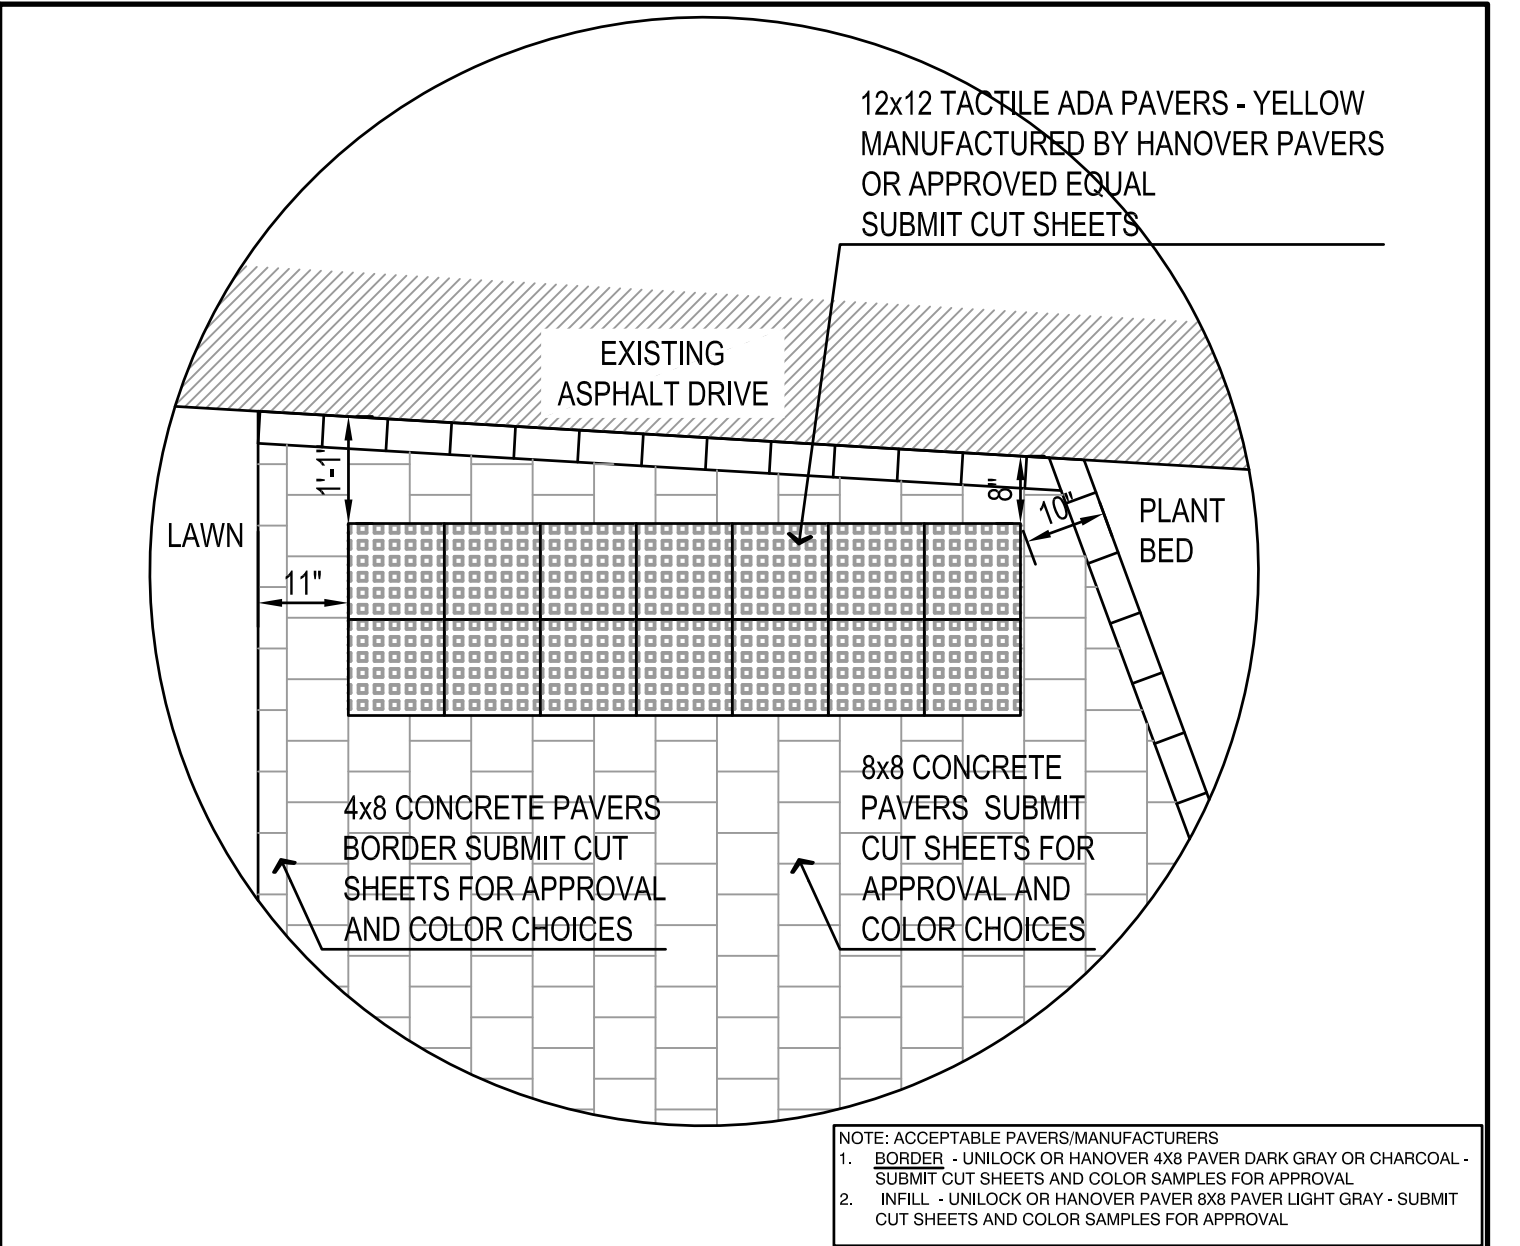 12x12 TACTILE ADA PAVERS - YELLOW
MANUFACTURED BY HANOVER PAVERS
OR APPROVED EQUAL
SUBMIT CUT SHEETS
EXISTING
ASPHALT DRIVE
1'-1"
8"
10"
PLANT
BED
LAWN
11"
4x8 CONCRETE PAVERS
BORDER SUBMIT CUT
SHEETS FOR APPROVAL
AND COLOR CHOICES
8x8 CONCRETE
PAVERS SUBMIT
CUT SHEETS FOR
APPROVAL AND
COLOR CHOICES
NOTE: ACCEPTABLE PAVERS/MANUFACTURERS
1. BORDER - UNILOCK OR HANOVER 4X8 PAVER DARK GRAY OR CHARCOAL -
SUBMIT CUT SHEETS AND COLOR SAMPLES FOR APPROVAL
2. INFILL - UNILOCK OR HANOVER PAVER 8X8 PAVER LIGHT GRAY - SUBMIT
CUT SHEETS AND COLOR SAMPLES FOR APPROVAL